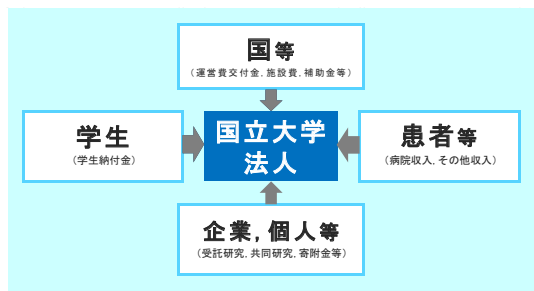 国等
（運営費交付金，施設費，補助金等）
学生
（学生納付金）
国立大学
法人
患者等
（病院収入，その他収入）
企業，個人等
（受託研究，共同研究，寄附金等）